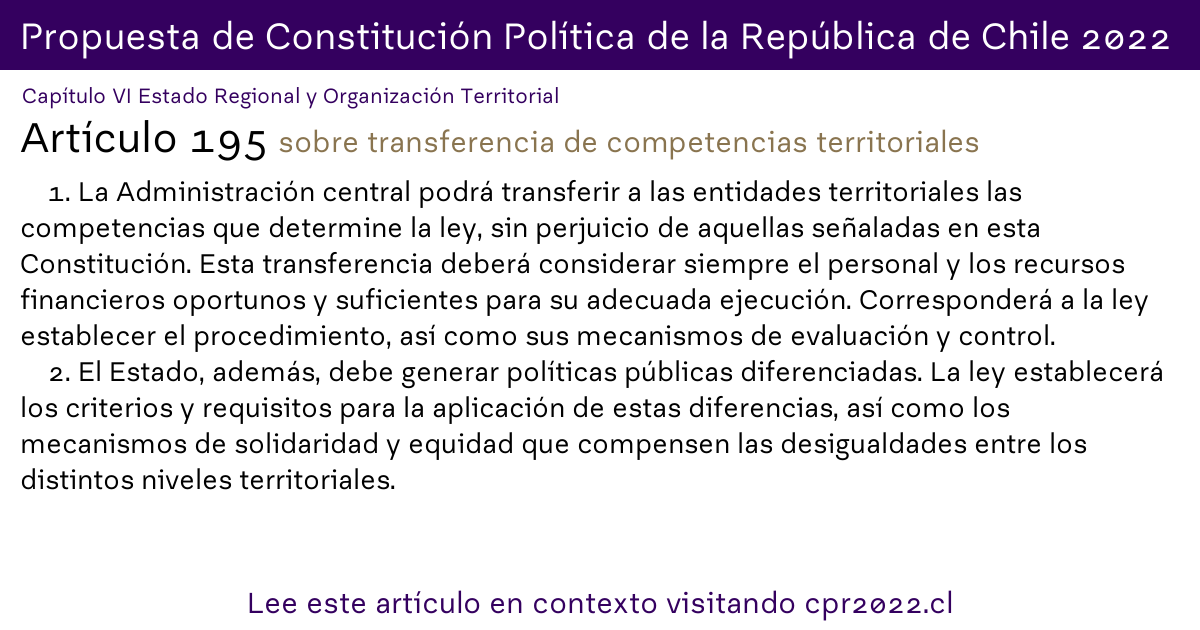 Propuesta de Constitución Política de la República de Chile 2022
Capítulo VI Estado Regional y Organización Territorial
Artículo 195 sobre transferencia de competencias territoriales
1. La Administración central podrá transferir a las entidades territoriales las
competencias que determine la ley, sin perjuicio de aquellas señaladas en esta
Constitución. Esta transferencia deberá considerar siempre el personal y los recursos
financieros oportunos y suficientes para su adecuada ejecución. Corresponderá a la ley
establecer el procedimiento, así como sus mecanismos de evaluación y control.
2. El Estado, además, debe generar políticas públicas diferenciadas. La ley establecerá
los criterios y requisitos para la aplicación de estas diferencias, así como los
mecanismos de solidaridad y equidad que compensen las desigualdades entre los
distintos niveles territoriales.
Lee este artículo en contexto visitando cpr2022.cl